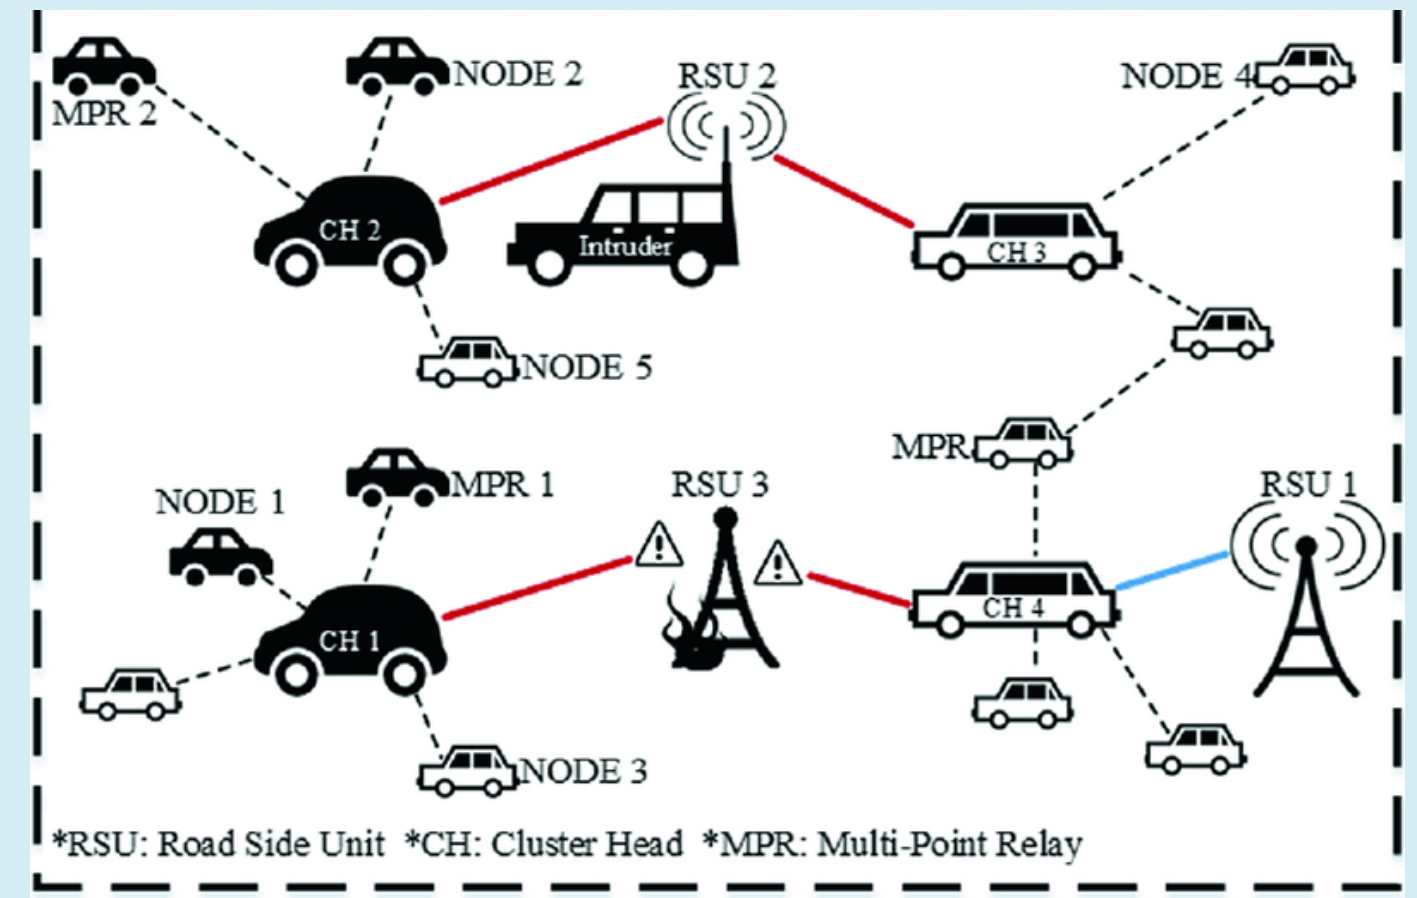 NODE 2
RSU 2
NODE 4
MPR 2
CH 2
Intruder
CH 3
NODE 5
MPR
MPR 1
RSU 3
RSU 1
NODE 1
CH 4
CH 1
NODE 3
*RSU: Road Side Unit *CH: Cluster Head *MPR: Multi-Point Relay